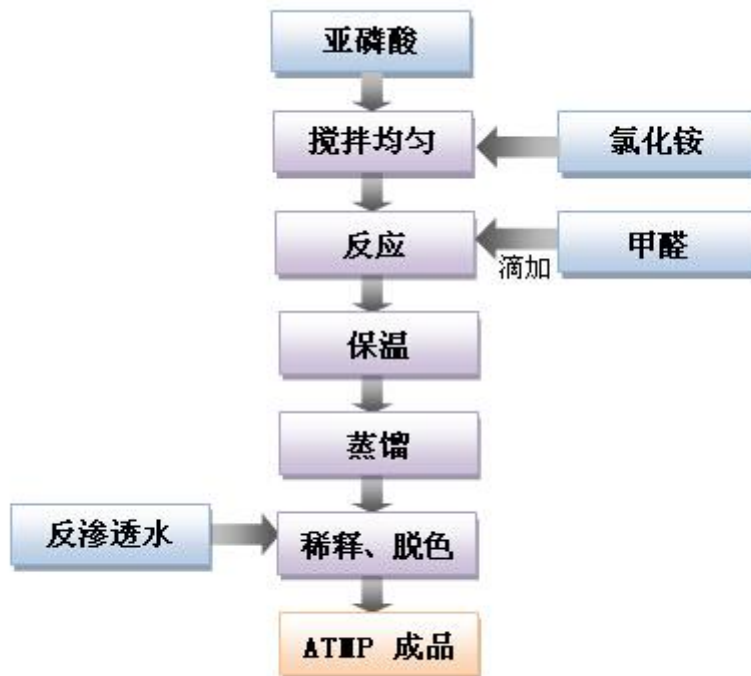 亚磷酸
搅拌均匀
氯化铵
反应
滴加
甲醛
保温
蒸馏
反渗透水
稀释、脱色
ATMP 成品